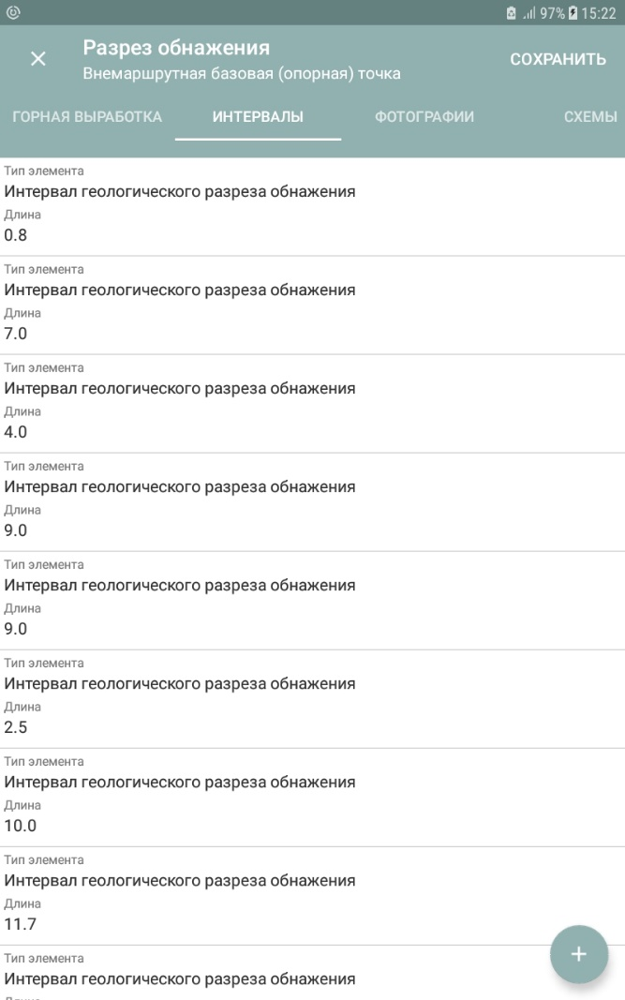 97% 15:22
Разрез обнажения
Внемаршрутная базовая (опорная) точка
СОХРАНИТЬ
ГОРНАЯ ВЫРАБОТКА ИНТЕРВАЛЫ ФОТОГРАФИИ СХЕМЫ
Тип элемента
Интервал геологического разреза обнажения
Длина
0.8
Тип элемента
Интервал геологического разреза обнажения
Длина
7.0
Тип элемента
Интервал геологического разреза обнажения
Длина
4.0
Тип элемента
Интервал геологического разреза обнажения
Длина
9.0
Тип элемента
Интервал геологического разреза обнажения
Длина
9.0
Тип элемента
Интервал геологического разреза обнажения
Длина
2.5
Тип элемента
Интервал геологического разреза обнажения
Длина
10.0
Тип элемента
Интервал геологического разреза обнажения
Длина
11.7
Тип элемента
Интервал геологического разреза обнажения